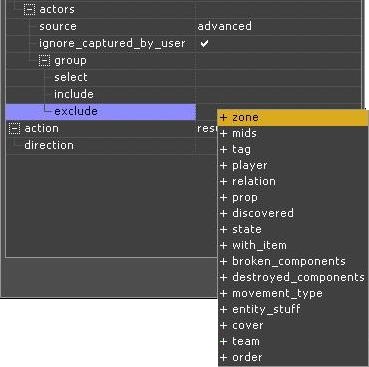 actors
source advanced
ignore_captured_by_user ✔
group
select
include
exclude
action
direction
+ zone
+ mids
+ tag
+ player
+ relation
+ prop
+ discovered
+ state
+ with_item
+ broken_components
+ destroyed_components
+ movement_type
+ entity_stuff
+ cover
+ team
+ order